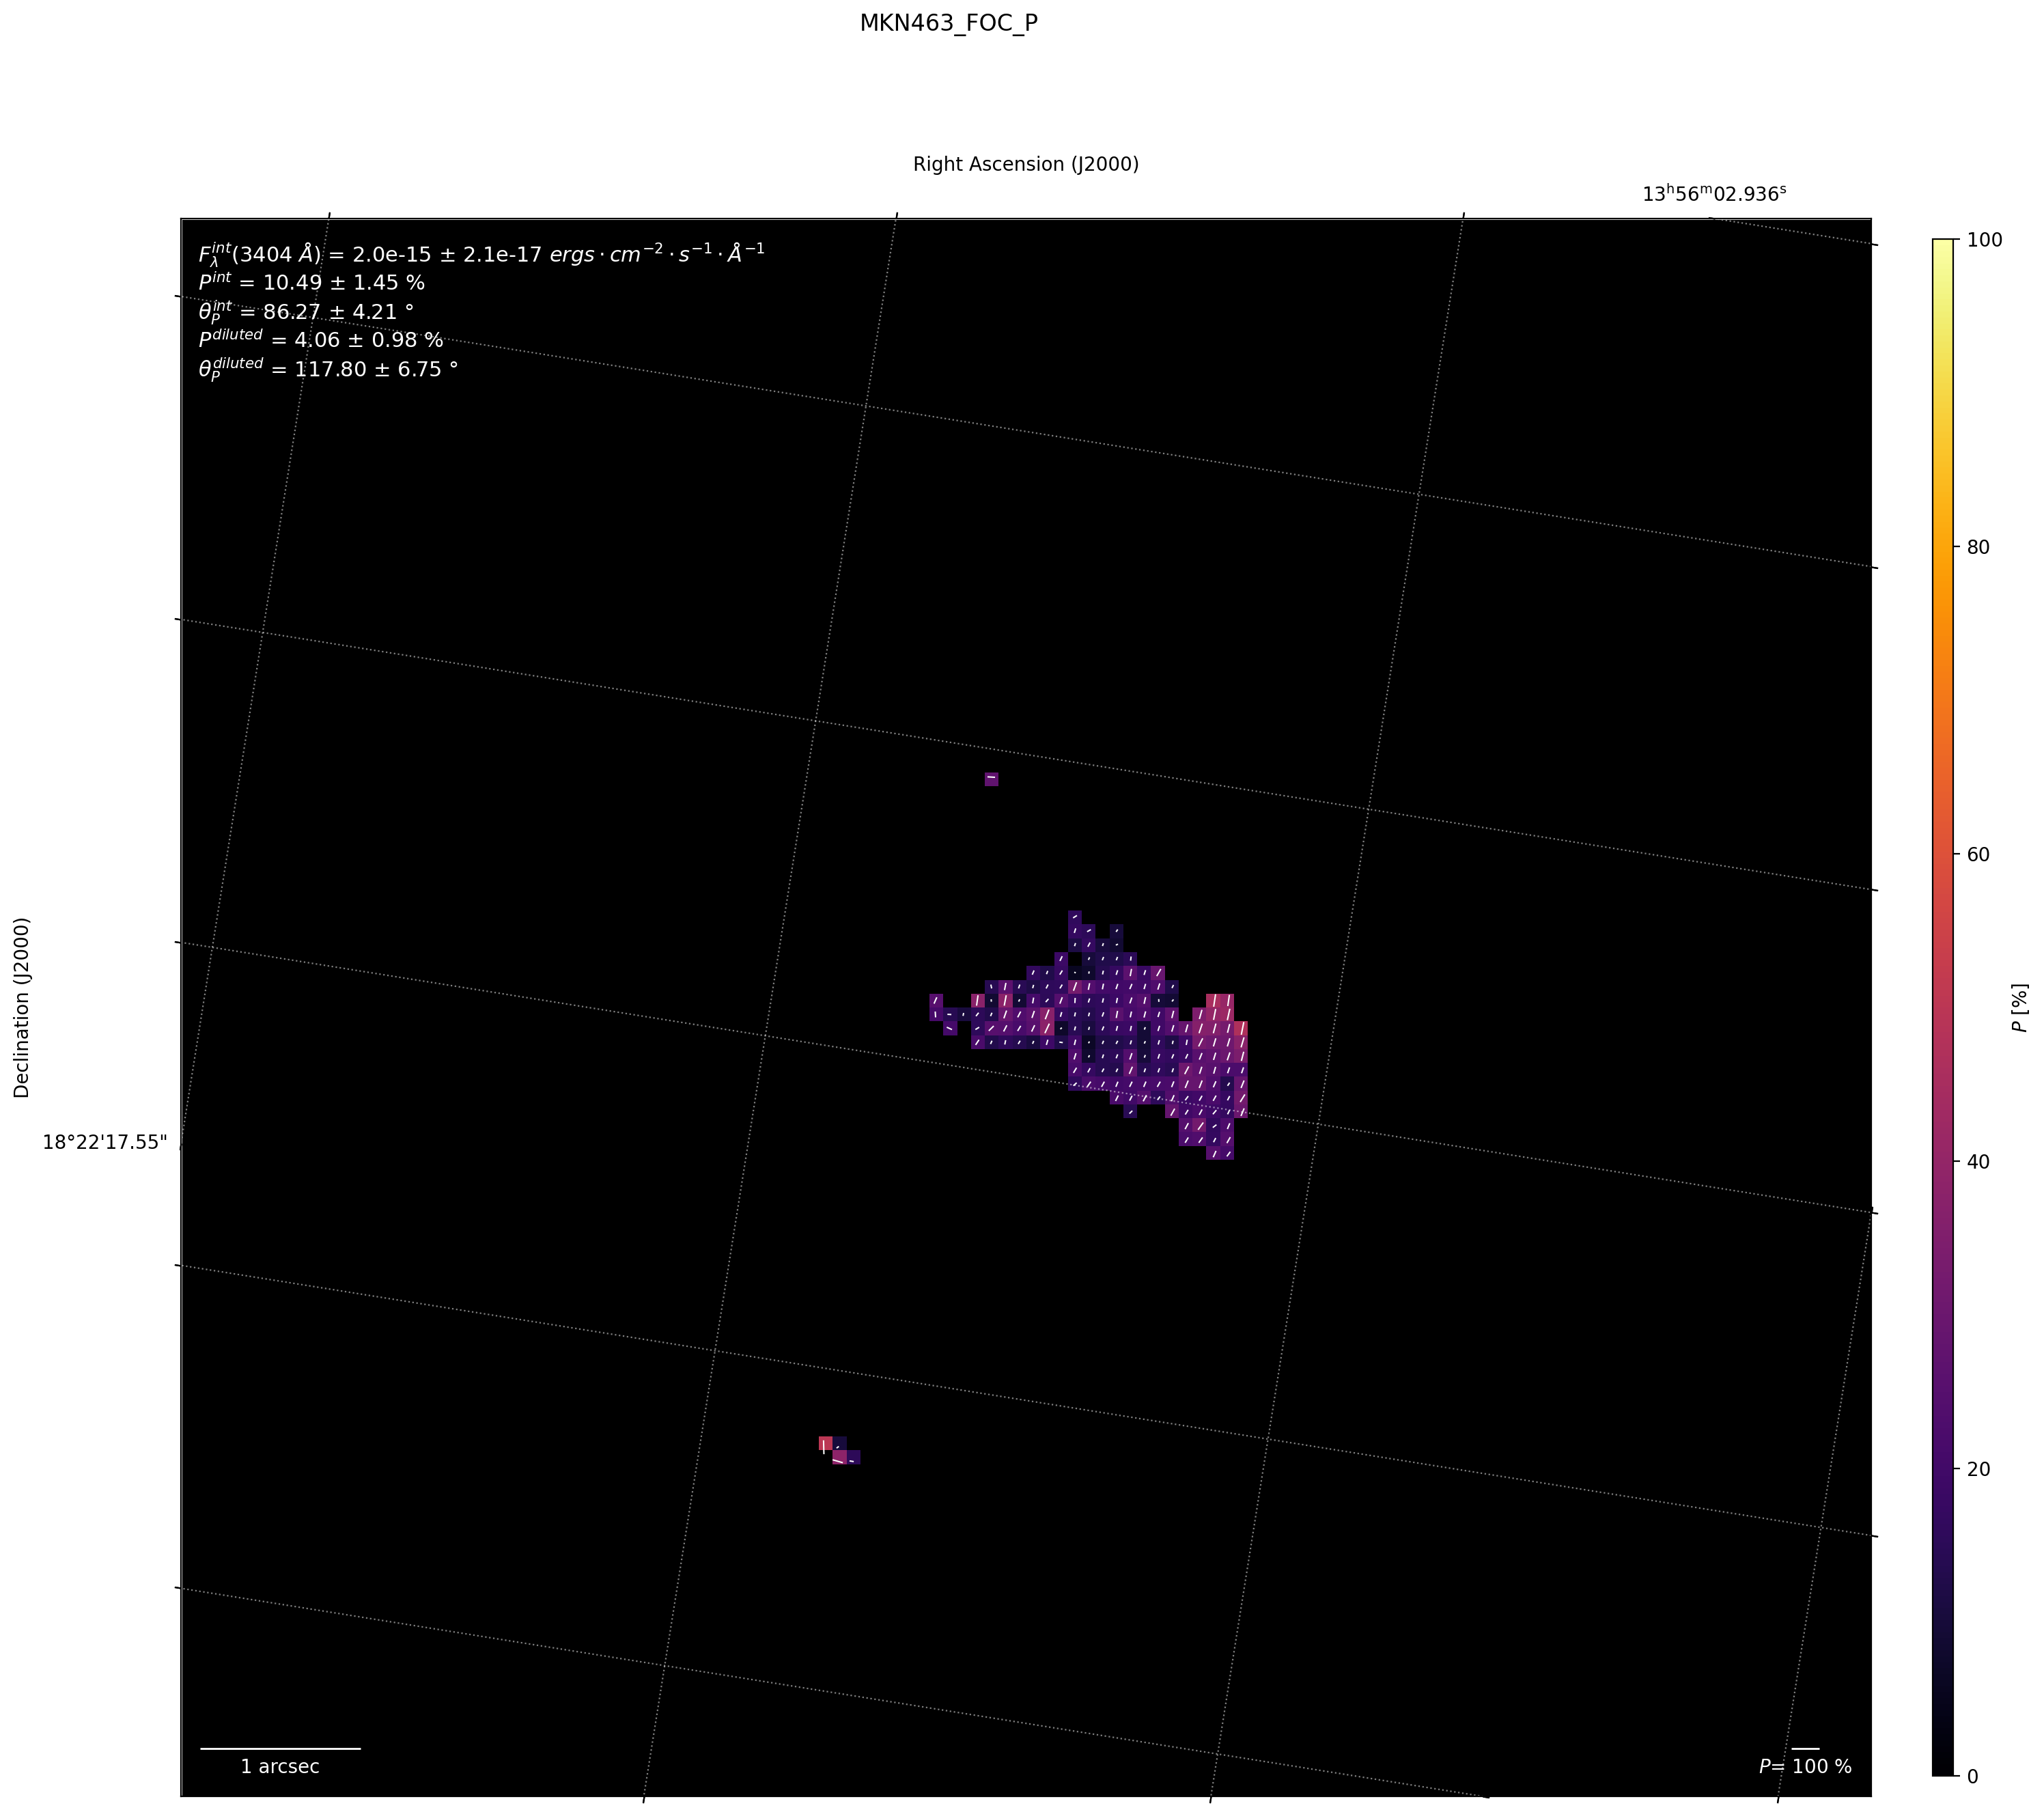 MKN463_FOC_P
Right Ascension (J2000)
13ʰ56ᵐ02.936ˢ
F_λ^int(3404 Å) = 2.0e-15 ± 2.1e-17 ergs · cm⁻² · s⁻¹ · Å⁻¹
P^int = 10.49 ± 1.45 %
θ_P^int = 86.27 ± 4.21 °
P^diluted = 4.06 ± 0.98 %
θ_P^diluted = 117.80 ± 6.75 °
100
80
60
40
20
0
P [%]
Declination (J2000)
18°22'17.55"
1 arcsec
P= 100 %